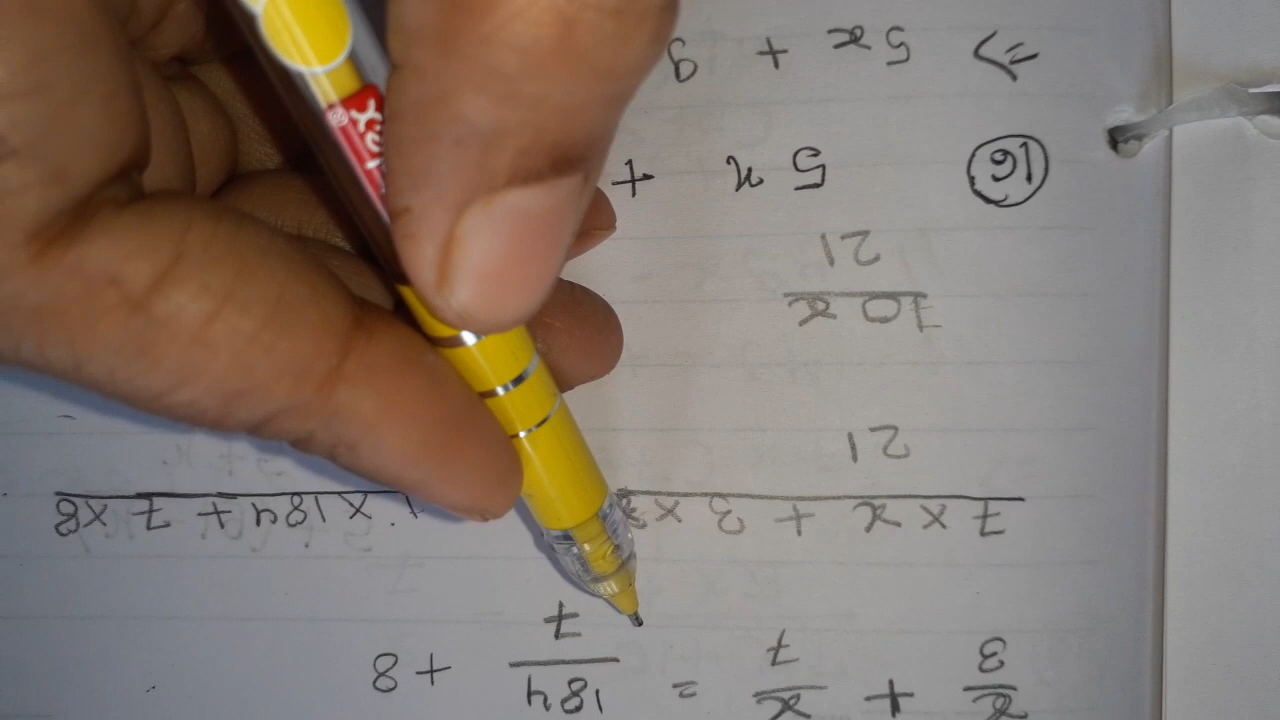 x/3 + x/7 = 184/7 + 8
7 × x + 3 × x / 21 1 × 184 + 7 × 8
10x / 21
16 5x +
=> 5x + 9